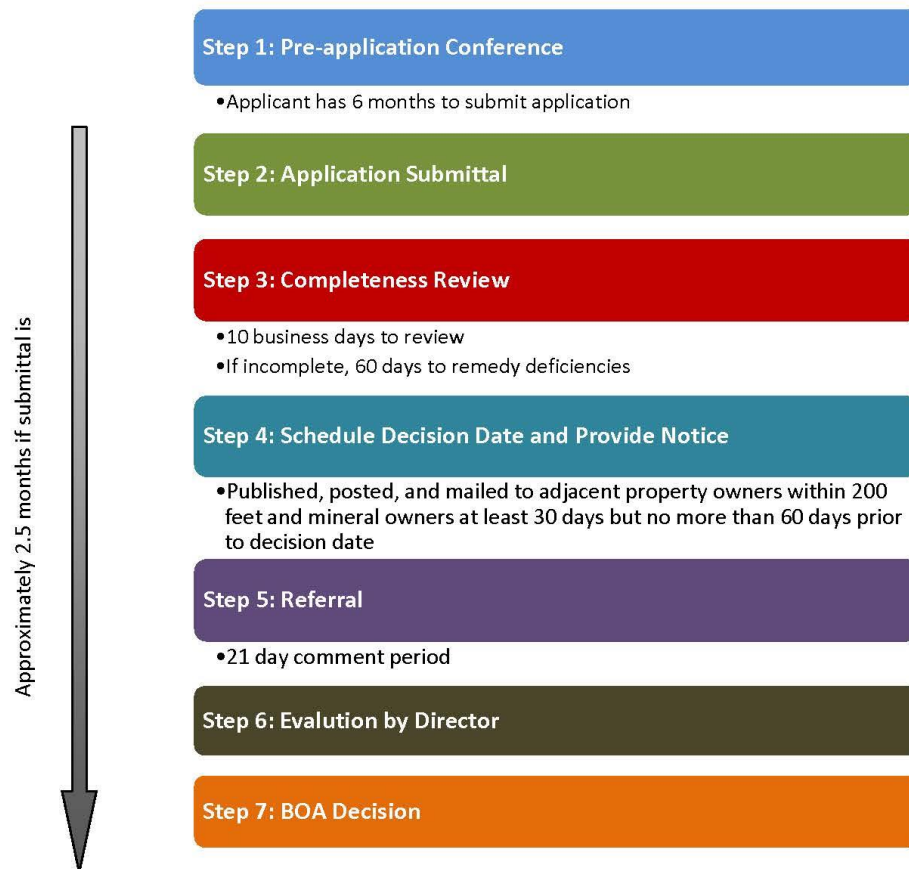 Step 1: Pre-application Conference
•Applicant has 6 months to submit application
Step 2: Application Submittal
Step 3: Completeness Review
•10 business days to review
•If incomplete, 60 days to remedy deficiencies
Step 4: Schedule Decision Date and Provide Notice
•Published, posted, and mailed to adjacent property owners within 200
feet and mineral owners at least 30 days but no more than 60 days prior
to decision date
Step 5: Referral
•21 day comment period
Step 6: Evalution by Director
Step 7: BOA Decision
Approximately 2.5 months if submittal is